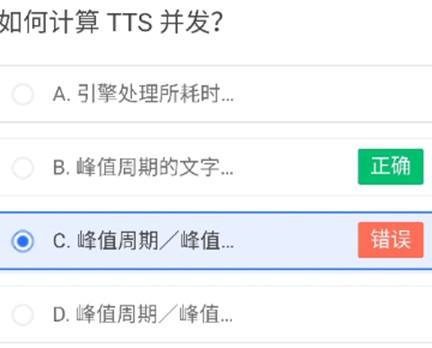 如何计算 TTS 并发？
A. 引擎处理所耗时...
B. 峰值周期的文字...
正确
C. 峰值周期／峰值...
错误
D. 峰值周期／峰值...